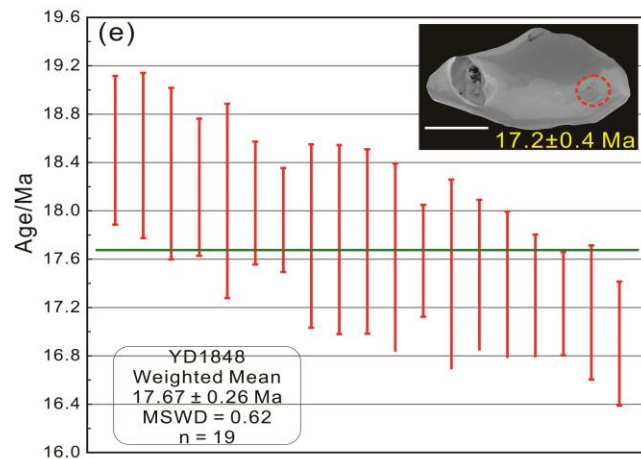 (e)
17.2±0.4 Ma
Age/Ma
19.6
19.2
18.8
18.4
18.0
17.6
17.2
16.8
16.4
16.0
YD1848
Weighted Mean
17.67 ± 0.26 Ma
MSWD = 0.62
n = 19